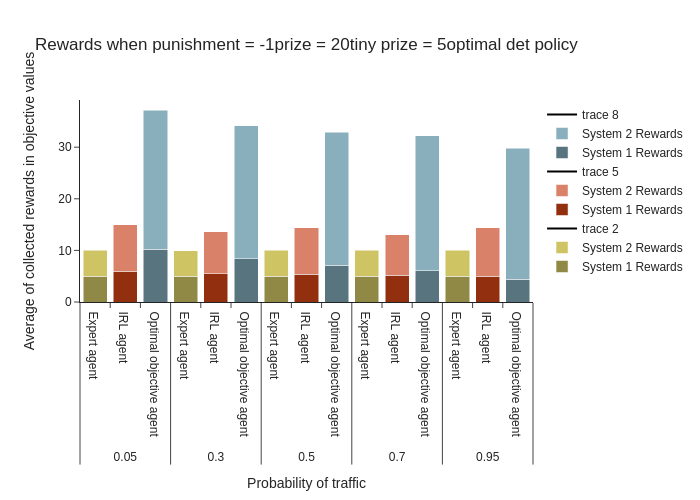 Rewards when punishment = -1prize = 20tiny prize = 5optimal det policy
Average of collected rewards in objective values
30
20
10
0
trace 8
System 2 Rewards
System 1 Rewards
trace 5
System 2 Rewards
System 1 Rewards
trace 2
System 2 Rewards
System 1 Rewards
Expert agent
IRL agent
Optimal objective agent
Expert agent
IRL agent
Optimal objective agent
Expert agent
IRL agent
Optimal objective agent
Expert agent
IRL agent
Optimal objective agent
Expert agent
IRL agent
Optimal objective agent
0.05
0.3
0.5
0.7
0.95
Probability of traffic